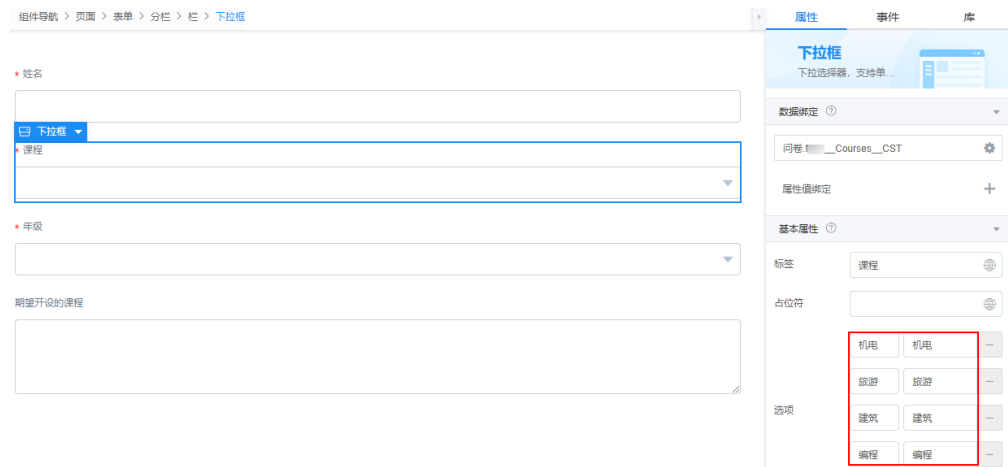 组件导航 > 页面 > 表单 > 分栏 > 栏 > 下拉框
* 姓名
下拉框
* 课程
* 年级
期望开设的课程
属性 事件 库
下拉框
下拉选择器，支持单...
数据绑定
问卷. __Courses__CST
属性值绑定
基本属性
标签 课程
占位符
选项
机电 机电
旅游 旅游
建筑 建筑
编程 编程